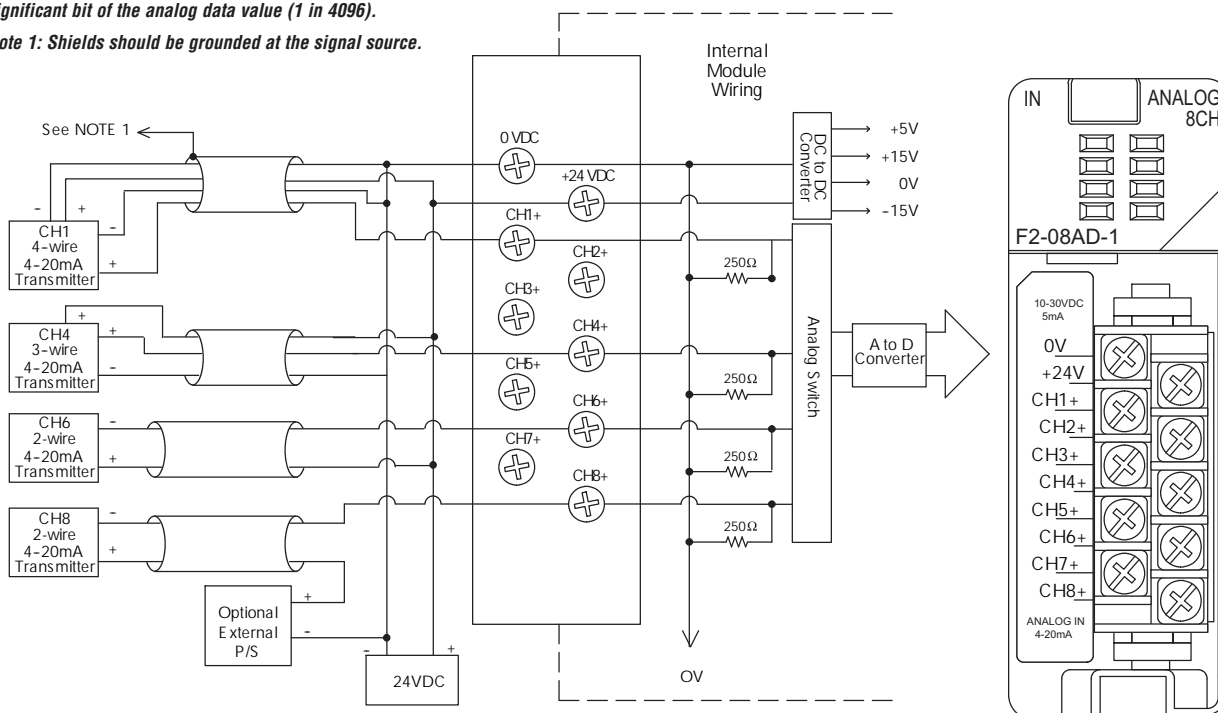 ignificant bit of the analog data value (1 in 4096).
ote 1: Shields should be grounded at the signal source.
Internal
Module
Wiring
See NOTE 1
0 VDC
+24 VDC
CH1+
CH2+
CH3+
CH4+
CH5+
CH6+
CH7+
CH8+
- +
CH1
4-wire
4-20mA
Transmitter
-
+
+
CH4
3-wire
4-20mA
Transmitter
+
-
CH6
2-wire
4-20mA
Transmitter
-
+
CH8
2-wire
4-20mA
Transmitter
-
+
Optional
External
P/S
+
-
- +
24VDC
250Ω
250Ω
250Ω
250Ω
0V
DC to DC
Converter
+5V
+15V
0V
-15V
Analog Switch
A to D
Converter
IN
ANALOG
8CH
F2-08AD-1
10-30VDC
5mA
0V
+24V
CH1+
CH2+
CH3+
CH4+
CH5+
CH6+
CH7+
CH8+
ANALOG IN
4-20mA